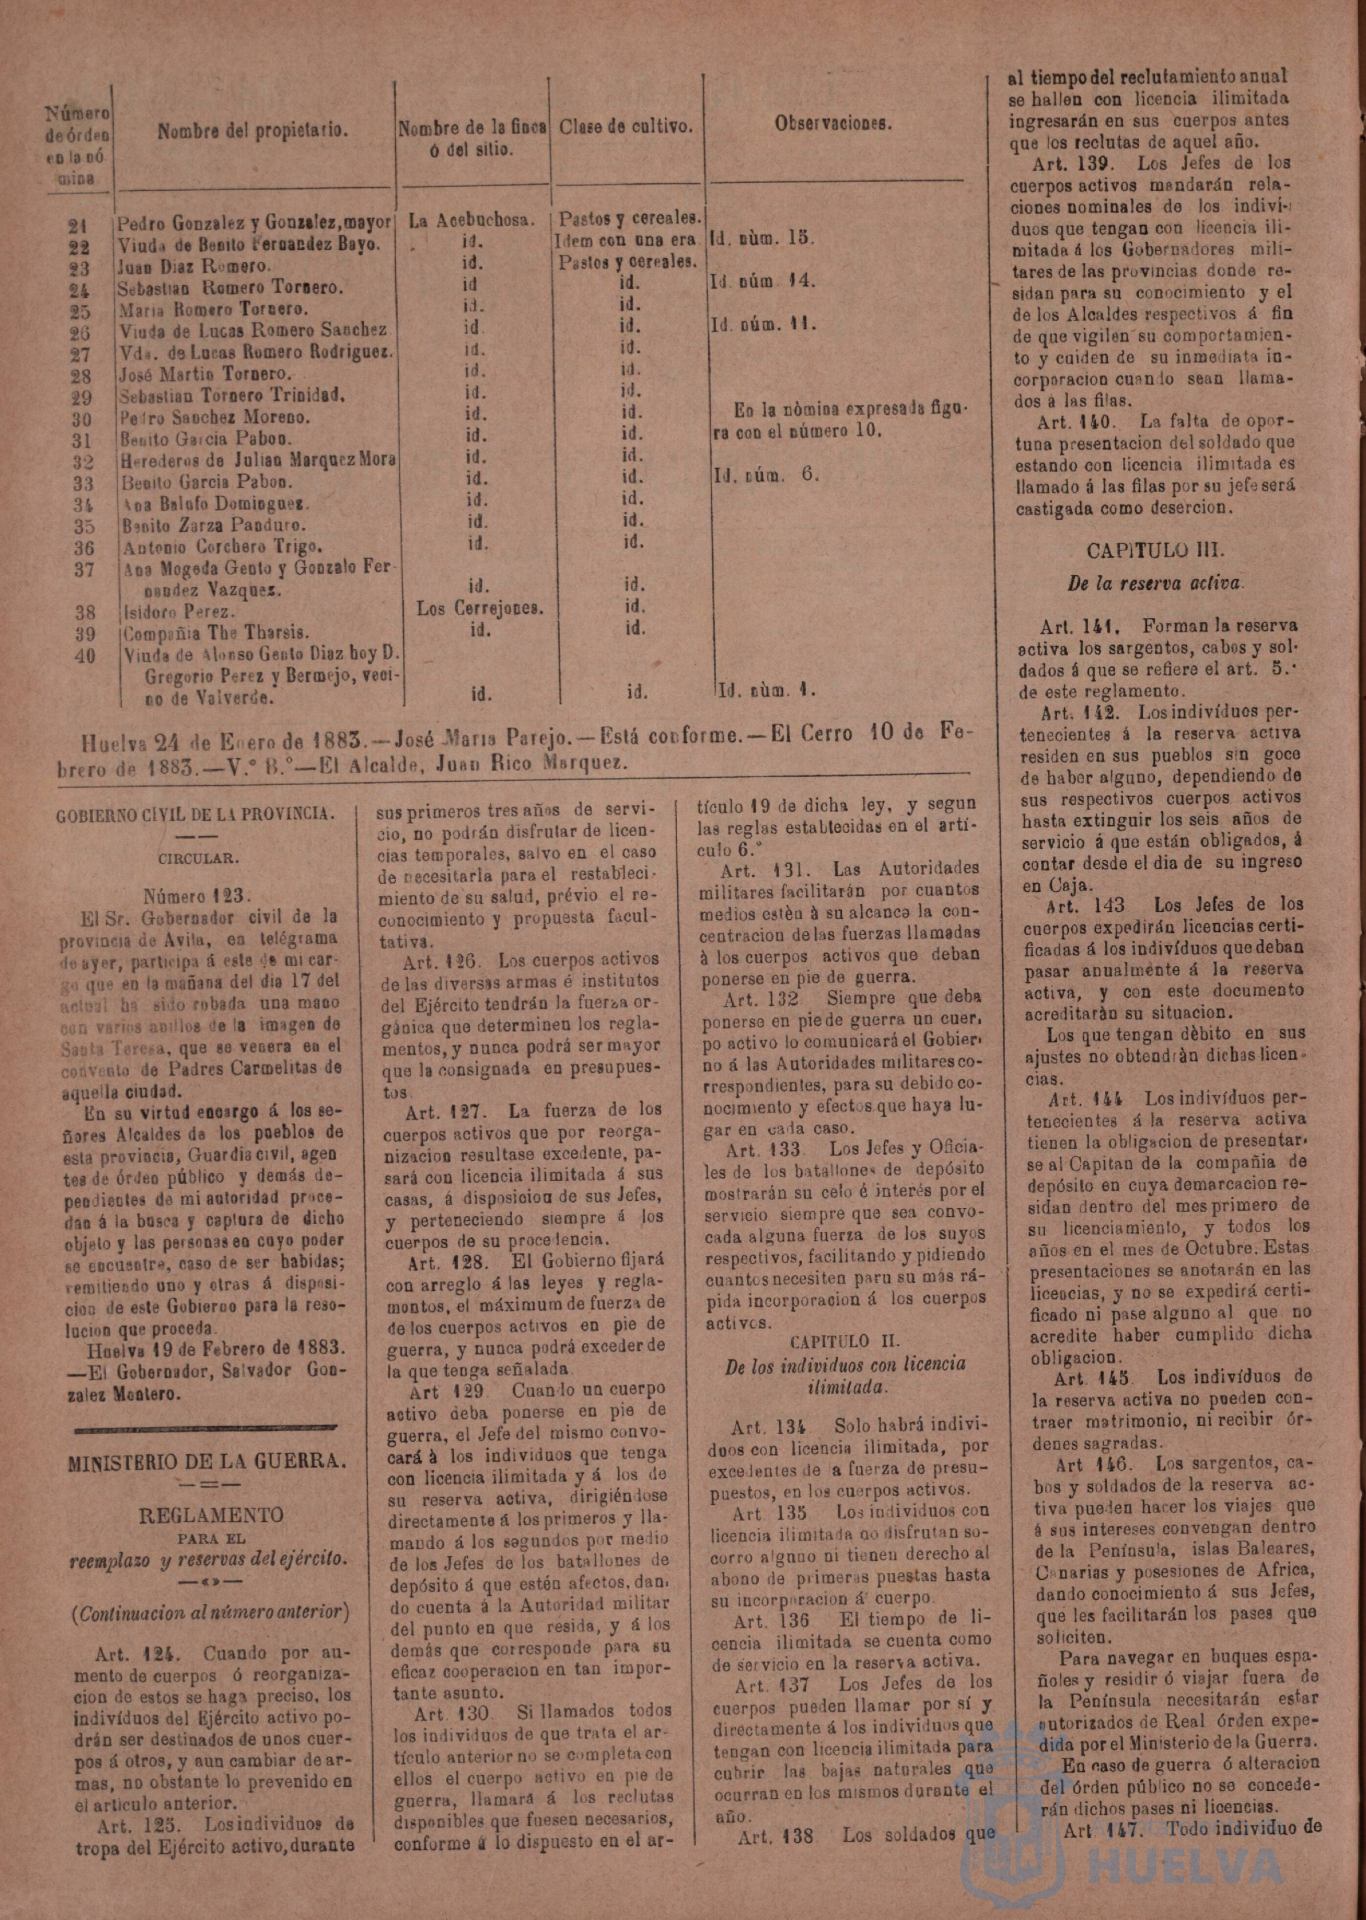 Número de órden en la nómina
Nombre del propietario.
Nombre de la finca ó del sitio.
Clase de cultivo.
Observaciones.
21 Pedro Gonzalez y Gonzalez, mayor La Acebuchosa. Pastos y cereales.
22 Viuda de Benito Fernandez Bayo. id. Idem con una era. Id. nùm. 15.
23 Juan Diaz Romero. id. Pastos y cereales.
24 Sebastian Romero Tornero. id id. Id. núm. 14.
25 Maria Romero Tornero. id. id.
26 Viuda de Lucas Romero Sanchez id. id. Id. núm. 11.
27 Vda. de Lucas Romero Rodriguez. id. id.
28 José Martin Tornero. id. id.
29 Sebastian Tornero Trinidad. id. id.
30 Pedro Sanchez Moreno. id. id. En la nòmina expresada figu-
31 Benito Garcia Pabon. id. id. ra con el número 10.
32 Herederos de Julian Marquez Mora id. id.
33 Benito Garcia Pabon. id. id. Id. núm. 6.
34 Ana Balufo Dominguez. id. id.
35 Benito Zarza Panduro. id. id.
36 Antonio Corchero Trigo. id. id.
37 Ana Mogeda Gento y Gonzalo Fer-
nandez Vazquez. id. id.
38 Isidoro Perez. Los Cerrejones. id.
39 Compañia The Tharsis. id. id.
40 Viuda de Alonso Gento Diaz hoy D.
Gregorio Perez y Bermejo, veci-
no de Valverde. id. id. Id. nùm. 1.
Huelva 24 de Enero de 1883.—José Maria Parejo.—Está conforme.—El Cerro 10 de Fe-
brero de 1883.—V.° B.°—El Alcalde, Juan Rico Marquez.
GOBIERNO CIVIL DE LA PROVINCIA.
CIRCULAR.
Número 123.
El Sr. Gobernador civil de la
provincia de Avila, en telégrama
de ayer, participa á este de mi car-
go que en la mañana del dia 17 del
actual ha sido robada una mano
con varios anillos de la imagen de
Santa Teresa, que se venera en el
convento de Padres Carmelitas de
aquella ciudad.
En su virtud encargo á los se-
ñores Alcaldes de los pueblos de
esta provincia, Guardia civil, agen
tes de órden público y demás de-
pendientes de mi autoridad proce-
dan á la busca y captura de dicho
objeto y las personas en cuyo poder
se encuentre, caso de ser habidas;
remitiendo uno y otras á disposi-
cion de este Gobierno para la reso-
lucion que proceda.
Huelva 19 de Febrero de 1883.
—El Gobernador, Salvador Gon-
zalez Montero.
MINISTERIO DE LA GUERRA.
REGLAMENTO
PARA EL
reemplazo y reservas del ejército.
(Continuacion al número anterior)
Art. 124. Cuando por au-
mento de cuerpos ó reorganiza-
cion de estos se haga preciso, los
indivíduos del Ejército activo po-
drán ser destinados de unos cuer-
pos á otros, y aun cambiar de ar-
mas, no obstante lo prevenido en
el artículo anterior.
Art. 125. Los individuos de
tropa del Ejército activo, durante
sus primeros tres años de servi-
cio, no podrán disfrutar de licen-
cias temporales, salvo en el caso
de necesitarla para el restableci-
miento de su salud, prévio el re-
conocimiento y propuesta facul-
tativa.
Art. 126. Los cuerpos activos
de las diversas armas é institutos
del Ejército tendrán la fuerza or-
gánica que determinen los regla-
mentos, y nunca podrá ser mayor
que la consignada en presupues-
tos.
Art. 127. La fuerza de los
cuerpos activos que por reorga-
nizacion resultase excedente, pa-
sará con licencia ilimitada á sus
casas, á disposicion de sus Jefes,
y perteneciendo siempre á los
cuerpos de su procedencia.
Art. 128. El Gobierno fijará
con arreglo á las leyes y regla-
montos, el máximum de fuerza de
de los cuerpos activos en pie de
guerra, y nunca podrá exceder de
la que tenga señalada.
Art 129. Cuando un cuerpo
activo deba ponerse en pie de
guerra, el Jefe del mismo convo-
cará à los individuos que tenga
con licencia ilimitada y á los de
su reserva activa, dirigiéndose
directamente á los primeros y lla-
mando á los segundos por medio
de los Jefes de los batallones de
depósito á que estén afectos, dan-
do cuenta á la Autoridad militar
del punto en que resida, y á los
demás que corresponde para su
eficaz cooperacion en tan impor-
tante asunto.
Art. 130. Si llamados todos
los individuos de que trata el ar-
tículo anterior no se completa con
ellos el cuerpo activo en pie de
guerra, llamará á los reclutas
disponibles que fuesen necesarios,
conforme á lo dispuesto en el ar-
tículo 19 de dicha ley, y segun
las reglas establecidas en el artí-
culo 6.°
Art. 131. Las Autoridades
militares facilitarán por cuantos
medios estèn à su alcance la con-
centracion de las fuerzas llamadas
à los cuerpos activos que deban
ponerse en pie de guerra.
Art. 132 Siempre que deba
ponerse en pie de guerra un cuer-
po activo lo comunicará el Gobier-
no á las Autoridades militares co-
rrespondientes, para su debido co-
nocimiento y efectos que haya lu-
gar en cada caso.
Art. 133. Los Jefes y Oficia-
les de los batallones de depósito
mostrarán su celo é interés por el
servicio siempre que sea convo-
cada alguna fuerza de los suyos
respectivos, facilitando y pidiendo
cuantos necesiten para su más rá-
pida incorporacion á los cuerpos
activos.
CAPITULO II.
De los individuos con licencia
ilimitada.
Art. 134 Solo habrá indivi-
duos con licencia ilimitada, por
excedentes de a fuerza de presu-
puestos, en los cuerpos activos.
Art. 135 Los individuos con
licencia ilimitada no disfrutan so-
corro alguno ni tienen derecho al
abono de primeras puestas hasta
su incorporacion á cuerpo.
Art. 136 El tiempo de li-
cencia ilimitada se cuenta como
de servicio en la reserva activa.
Art. 137 Los Jefes de los
cuerpos pueden llamar por sí y
directamente á los individuos que
tengan con licencia ilimitada para
cubrir las bajas naturales que
ocurran en los mismos durante el
año.
Art. 138 Los soldados que
al tiempo del reclutamiento anual
se hallen con licencia ilimitada
ingresarán en sus cuerpos antes
que los reclutas de aquel año.
Art. 139. Los Jefes de los
cuerpos activos mandarán rela-
ciones nominales de los indiví-
duos que tengan con licencia ili-
mitada á los Gobernadores mili-
tares de las provincias donde re-
sidan para su conocimiento y el
de los Alcaldes respectivos á fin
de que vigilen su comportamien-
to y cuiden de su inmediata in-
corporacion cuando sean llama-
dos à las filas.
Art. 140. La falta de opor-
tuna presentacion del soldado que
estando con licencia ilimitada es
llamado á las filas por su jefe será
castigada como desercion.
CAPITULO III.
De la reserva activa.
Art. 141. Forman la reserva
activa los sargentos, cabos y sol-
dados á que se refiere el art. 5.°
de este reglamento.
Art. 142. Los indivíduos per-
tenecientes á la reserva activa
residen en sus pueblos sin goce
de haber alguno, dependiendo de
sus respectivos cuerpos activos
hasta extinguir los seis años de
servicio á que están obligados, á
contar desde el dia de su ingreso
en Caja.
Art. 143 Los Jefes de los
cuerpos expedirán licencias certi-
ficadas á los indivíduos que deban
pasar anualménte á la reserva
activa, y con este documento
acreditaràn su situacion.
Los que tengan dèbito en sus
ajustes no obtendràn dichas licen-
cias.
Art. 144 Los indivíduos per-
tenecientes á la reserva activa
tienen la obligacion de presentar-
se al Capitan de la compañia de
depósito en cuya demarcacion re-
sidan dentro del mes primero de
su licenciamiento, y todos los
años en el mes de Octubre. Estas
presentaciones se anotarán en las
licencias, y no se expedirá certi-
ficado ni pase alguno al que no
acredite haber cumplido dicha
obligacion.
Art. 145. Los indivíduos de
la reserva activa no pueden con-
traer matrimonio, ni recibir ór-
denes sagradas.
Art 146. Los sargentos, ca-
bos y soldados de la reserva ac-
tiva pueden hacer los viajes que
á sus intereses convengan dentro
de la Península, islas Baleares,
Canarias y posesiones de Africa,
dando conocimiento á sus Jefes,
que les facilitarán los pases que
soliciten.
Para navegar en buques espa-
ñoles y residir ó viajar fuera de
la Península necesitarán estar
autorizados de Real órden expe-
dida por el Ministerio de la Guerra.
En caso de guerra ó alteracion
del órden público no se concede-
rán dichos pases ni licencias.
Art 147. Todo individuo de
HUELVA